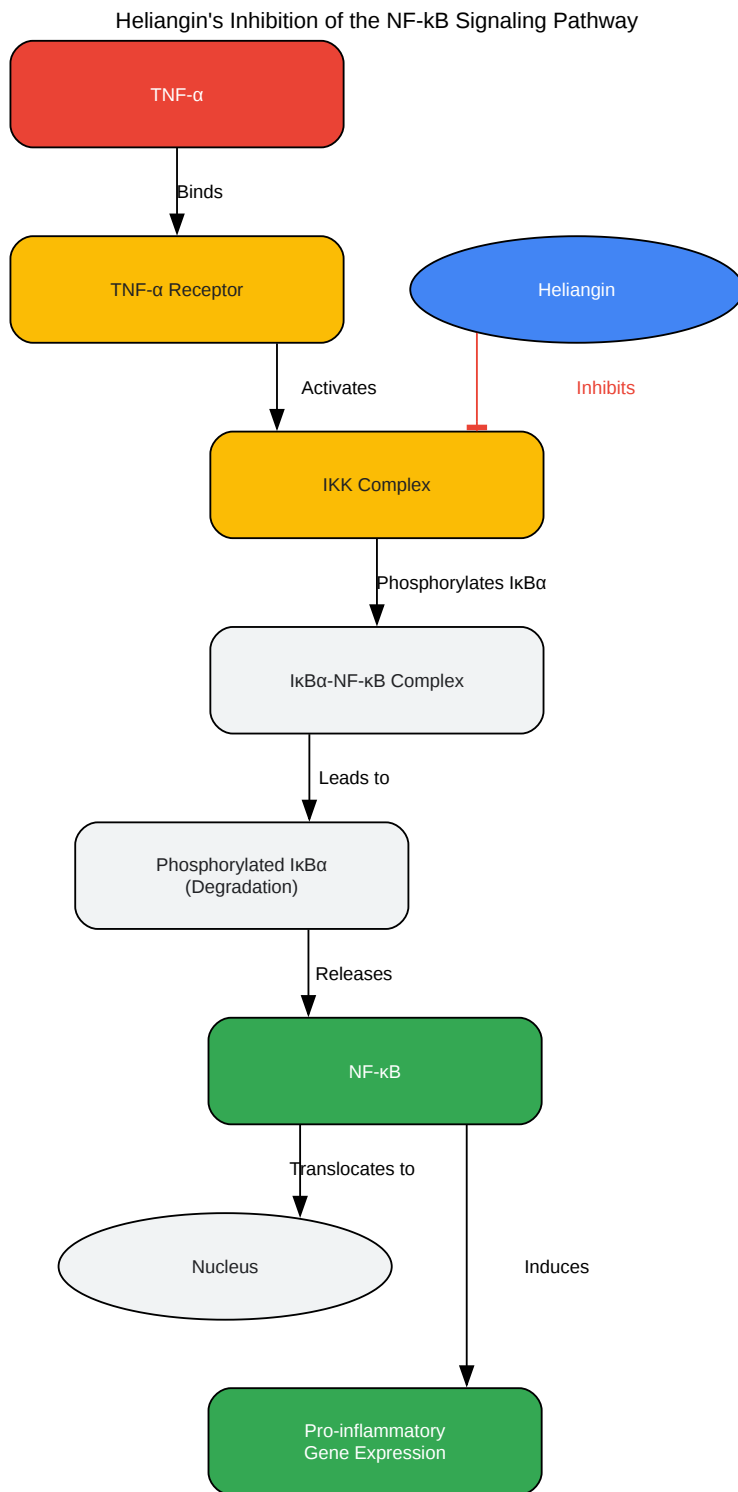 Heliangin's Inhibition of the NF-kB Signaling Pathway
TNF-α
Binds
TNF-α Receptor
Heliangin
Activates
Inhibits
IKK Complex
Phosphorylates IκBα
IκBα-NF-κB Complex
Leads to
Phosphorylated IκBα
(Degradation)
Releases
NF-κB
Translocates to
Nucleus
Induces
Pro-inflammatory
Gene Expression